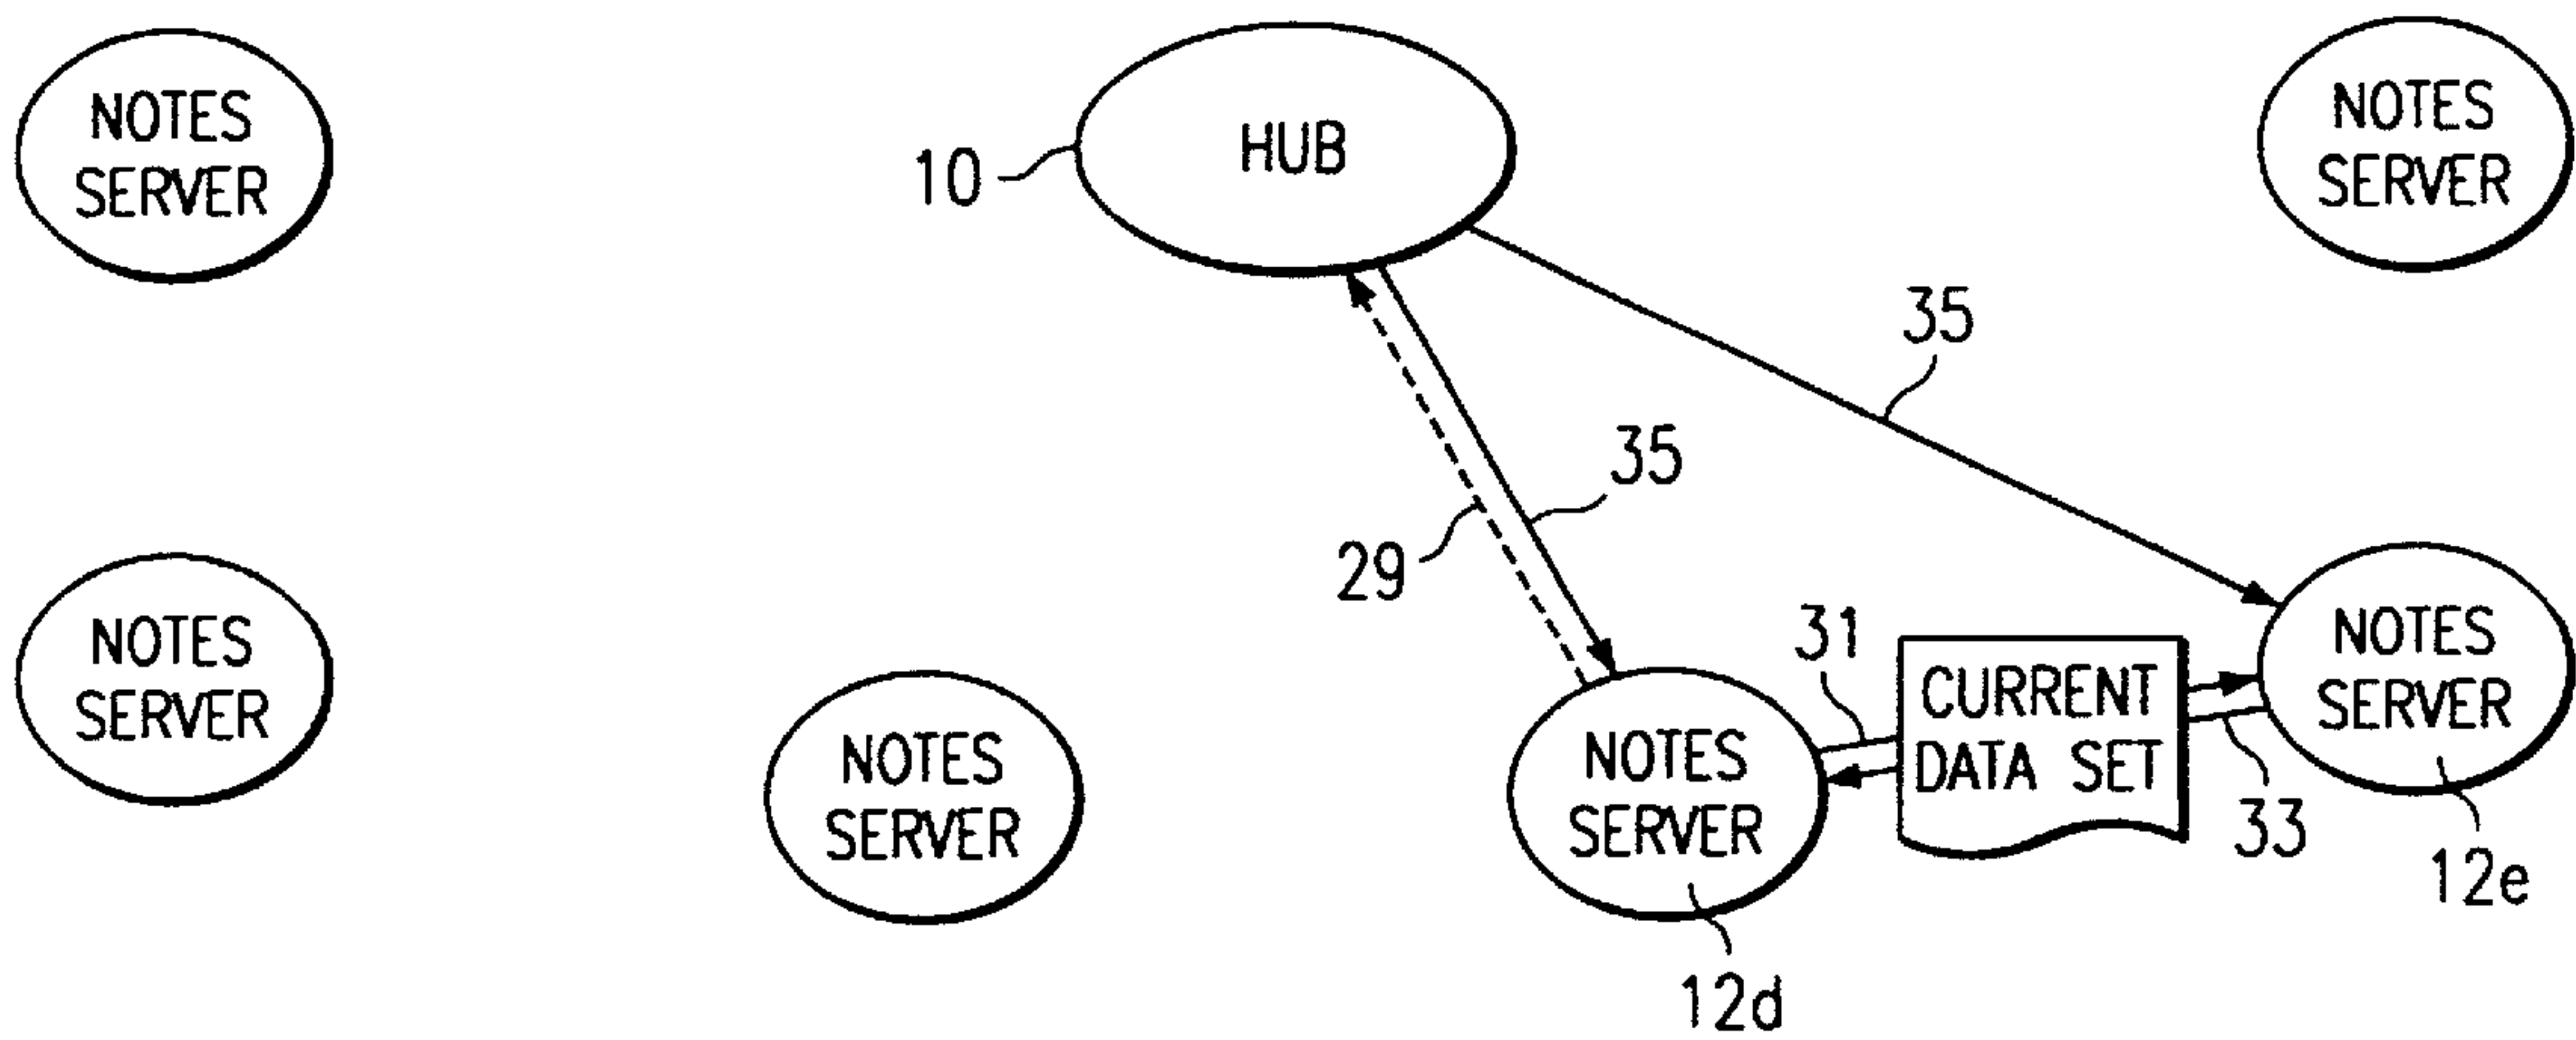 NOTES
SERVER
10
HUB
NOTES
SERVER
35
35
29
NOTES
SERVER
NOTES
SERVER
NOTES
SERVER
12d
31
CURRENT
DATA SET
33
NOTES
SERVER
12e